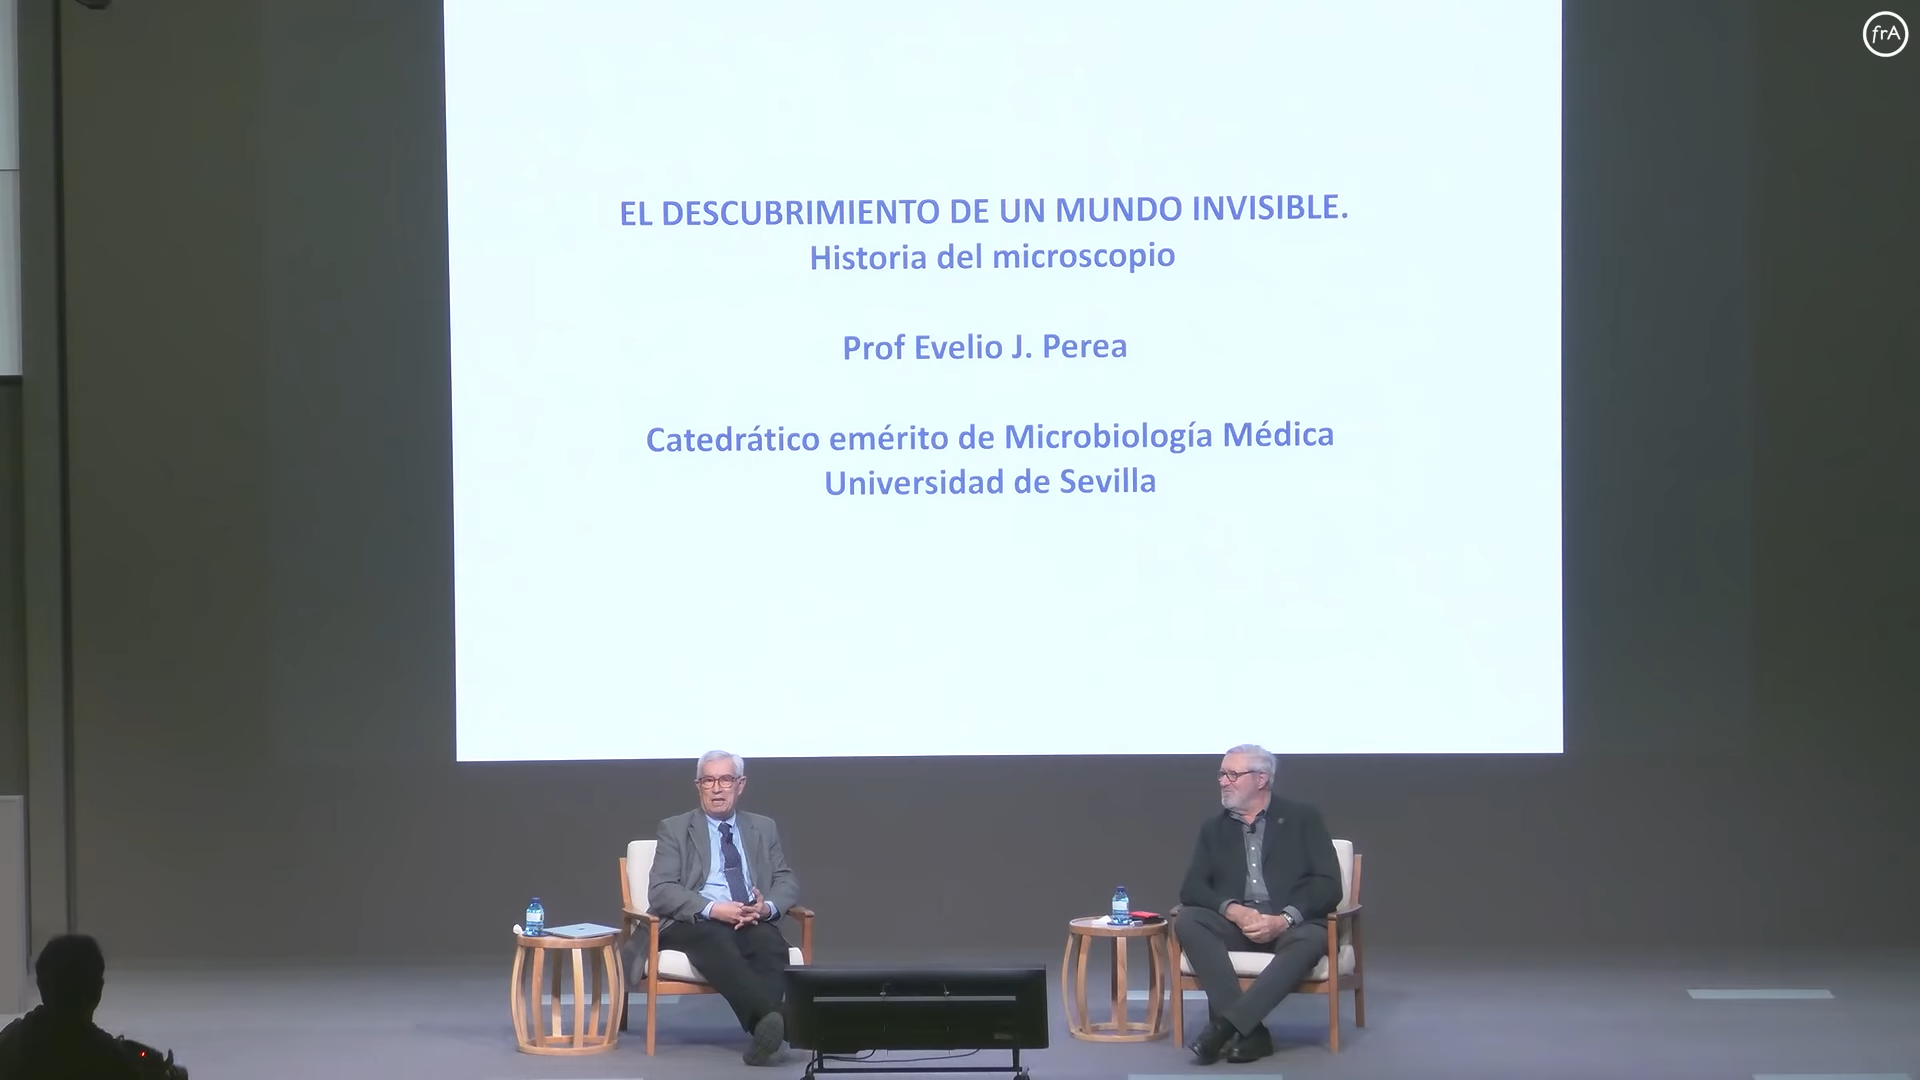 frA
EL DESCUBRIMIENTO DE UN MUNDO INVISIBLE.
Historia del microscopio
Prof Evelio J. Perea
Catedrático emérito de Microbiología Médica
Universidad de Sevilla